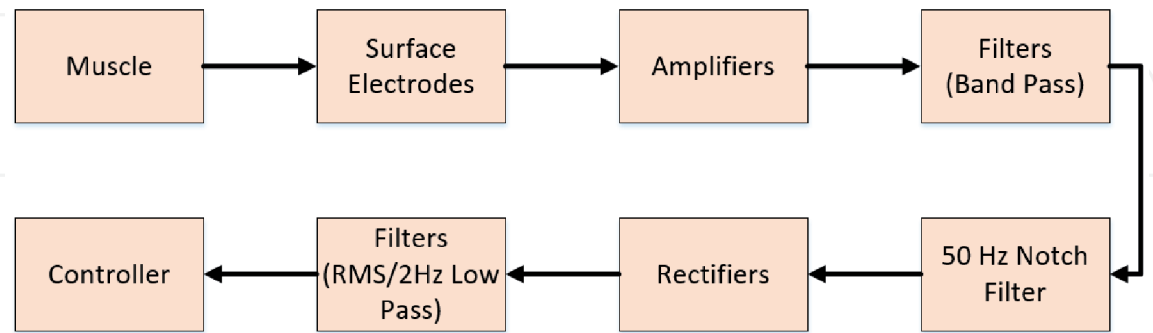 Muscle
Surface
Electrodes
Amplifiers
Filters
(Band Pass)
50 Hz Notch
Filter
Rectifiers
Filters
(RMS/2Hz Low
Pass)
Controller